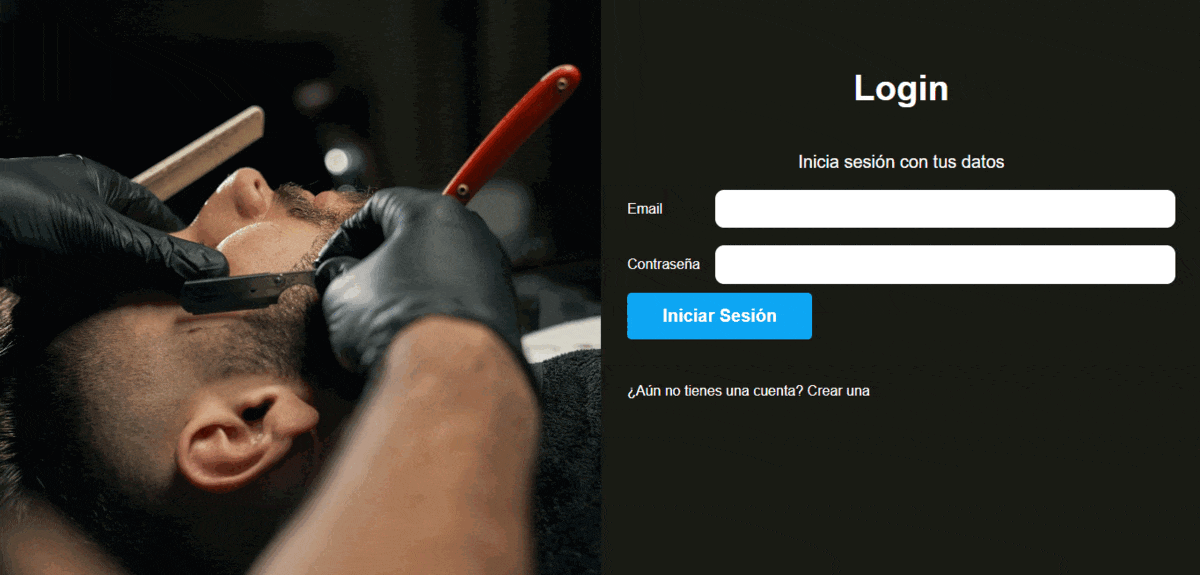 Login
Inicia sesión con tus datos
Email
Contraseña
Iniciar Sesión
¿Aún no tienes una cuenta? Crear una